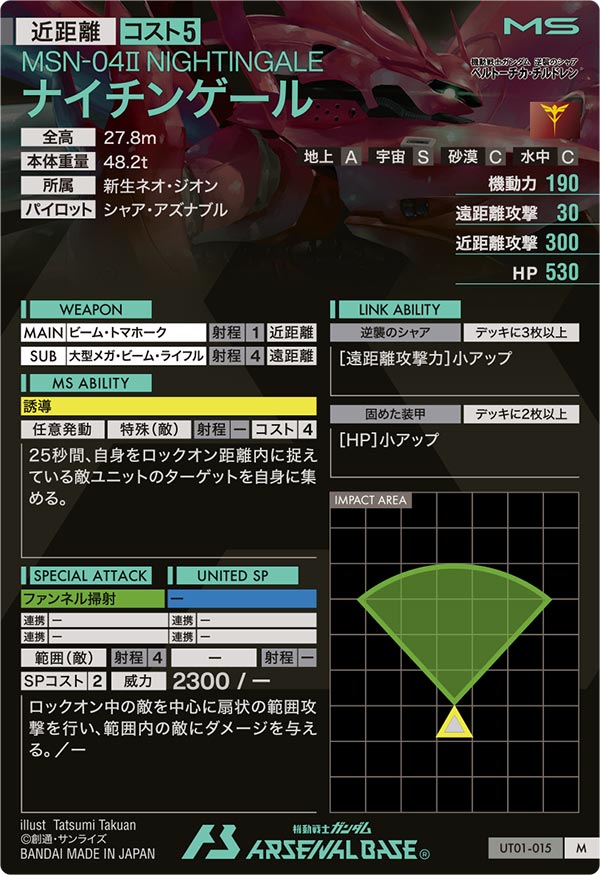 近距離 コスト5
MS
MSN-04Ⅱ NIGHTINGALE
機動戦士ガンダム 逆襲のシャア
ベルトーチカ・チルドレン
ナイチンゲール
全高 27.8m
本体重量 48.2t
所属 新生ネオ・ジオン
パイロット シャア・アズナブル
地上 A 宇宙 S 砂漠 C 水中 C
機動力 190
遠距離攻撃 30
近距離攻撃 300
HP 530
WEAPON
MAIN ビーム・トマホーク 射程 1 近距離
SUB 大型メガ・ビーム・ライフル 射程 4 遠距離
MS ABILITY
誘導
任意発動 特殊(敵) 射程 ー コスト 4
25秒間、自身をロックオン距離内に捉え
ている敵ユニットのターゲットを自身に集
める。
LINK ABILITY
逆襲のシャア デッキに3枚以上
[遠距離攻撃力]小アップ
固めた装甲 デッキに2枚以上
[HP]小アップ
IMPACT AREA
SPECIAL ATTACK UNITED SP
ファンネル掃射 ー
連携 ー 連携 ー
連携 ー 連携 ー
範囲(敵) 射程 4 ー 射程 ー
SPコスト 2 威力 2300 / ー
ロックオン中の敵を中心に扇状の範囲攻
撃を行い、範囲内の敵にダメージを与え
る。/ー
illust Tatsumi Takuan
©創通・サンライズ
BANDAI MADE IN JAPAN
機動戦士ガンダム
AB ARSENAL BASE®
UT01-015 M